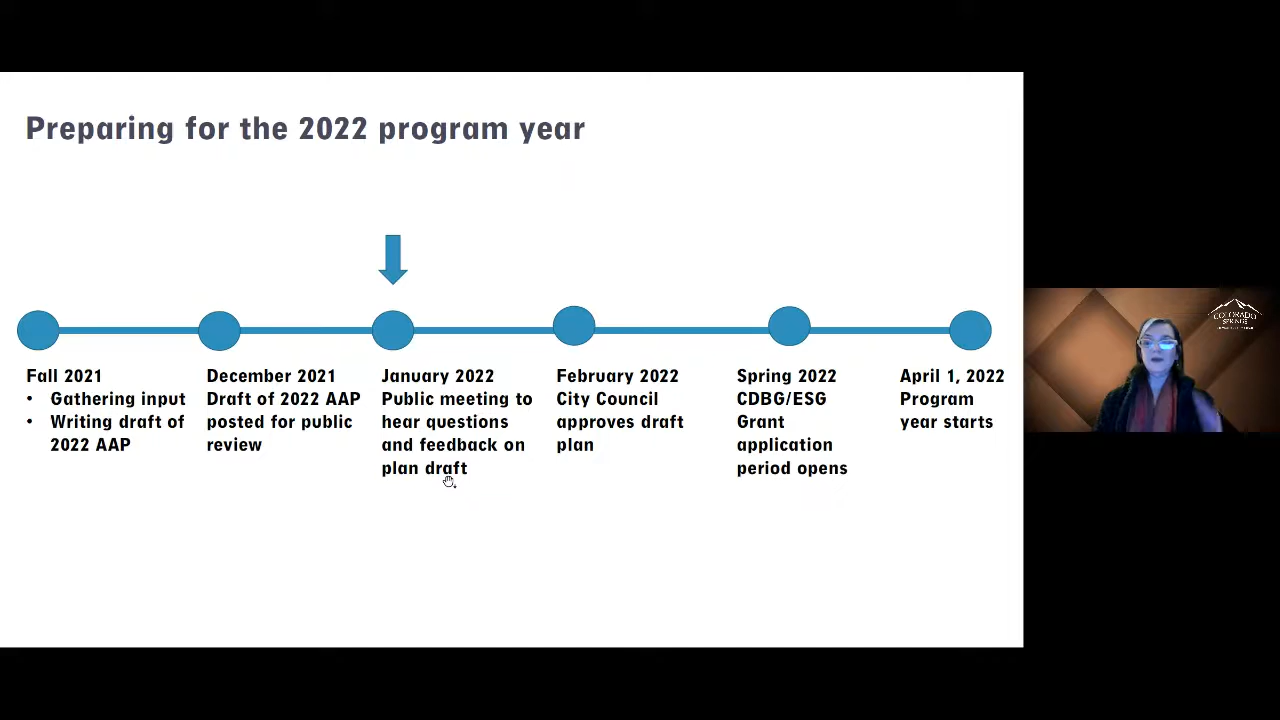 Preparing for the 2022 program year
Fall 2021
• Gathering input
• Writing draft of
2022 AAP
December 2021
Draft of 2022 AAP
posted for public
review
January 2022
Public meeting to
hear questions
and feedback on
plan draft
February 2022
City Council
approves draft
plan
Spring 2022
CDBG/ESG
Grant
application
period opens
April 1, 2022
Program
year starts
COLORADO
SPRINGS